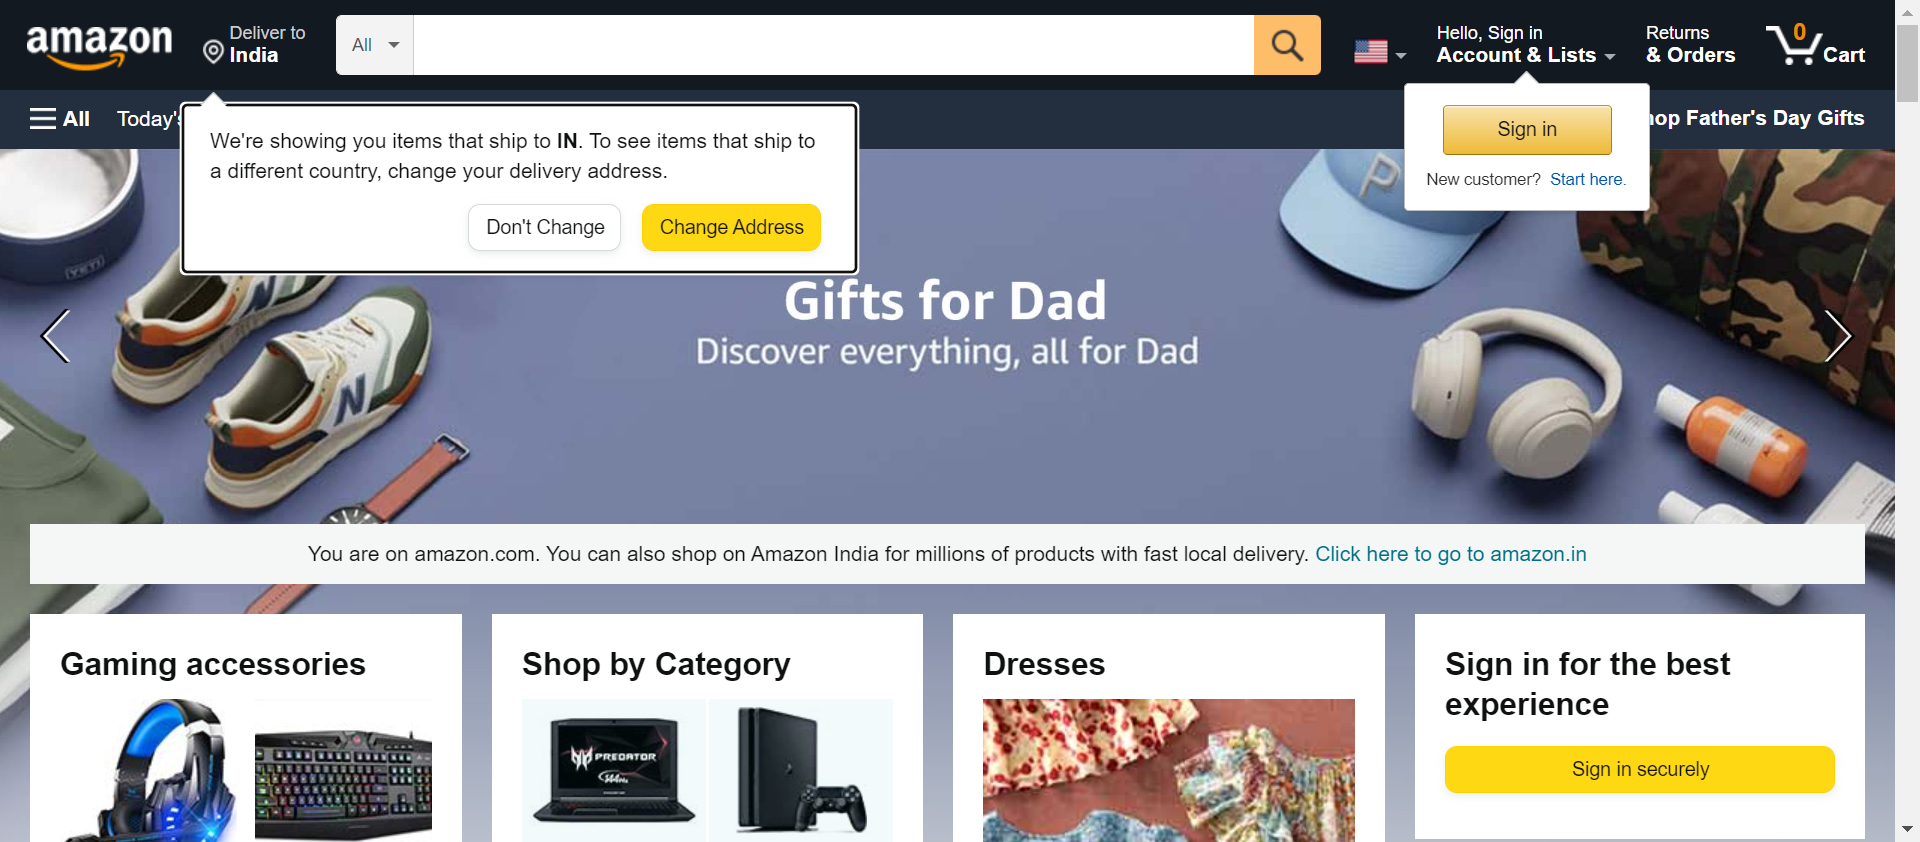 amazon
Deliver to
India
All
Hello, Sign in
Account & Lists
Returns
& Orders
0
Cart
All
Today's
Shop Father's Day Gifts
We're showing you items that ship to IN. To see items that ship to
a different country, change your delivery address.
Don't Change
Change Address
Sign in
New customer? Start here.
YETI
P
N
N
Gifts for Dad
Discover everything, all for Dad
You are on amazon.com. You can also shop on Amazon India for millions of products with fast local delivery. Click here to go to amazon.in
Gaming accessories
Shop by Category
PREDATOR
144Hz
Dresses
Sign in for the best
experience
Sign in securely